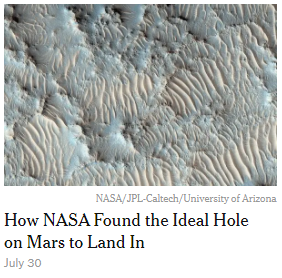 NASA/JPL-Caltech/University of Arizona
How NASA Found the Ideal Hole
on Mars to Land In
July 30